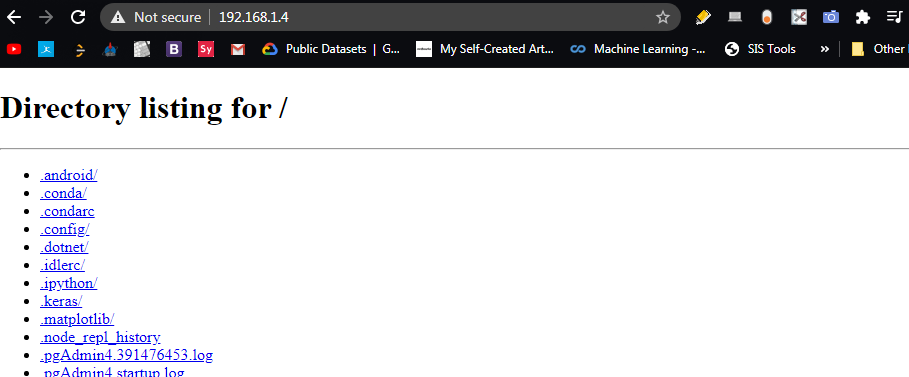 Not secure | 192.168.1.4
B Sy Public Datasets | G... My Self-Created Art... Machine Learning -... SIS Tools » Other
Directory listing for /
.android/
.conda/
.condarc
.config/
.dotnet/
.idlerc/
.ipython/
.keras/
.matplotlib/
.node_repl_history
.pgAdmin4.391476453.log
.pgAdmin4.startup.log